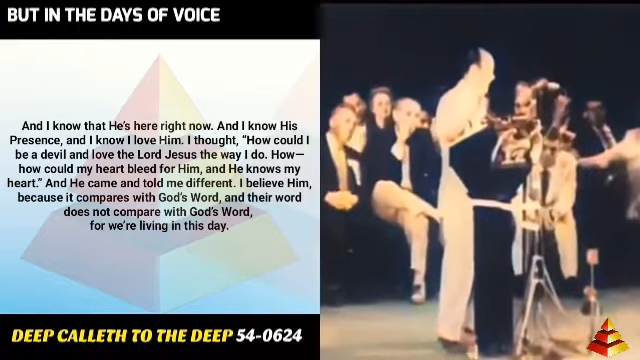 BUT IN THE DAYS OF VOICE
And I know that He's here right now. And I know His
Presence, and I know I love Him. I thought, "How could I
be a devil and love the Lord Jesus the way I do. How—
how could my heart bleed for Him, and He knows my
heart." And He came and told me different. I believe Him,
because it compares with God's Word, and their word
does not compare with God's Word,
for we're living in this day.
DEEP CALLETH TO THE DEEP 54-0624